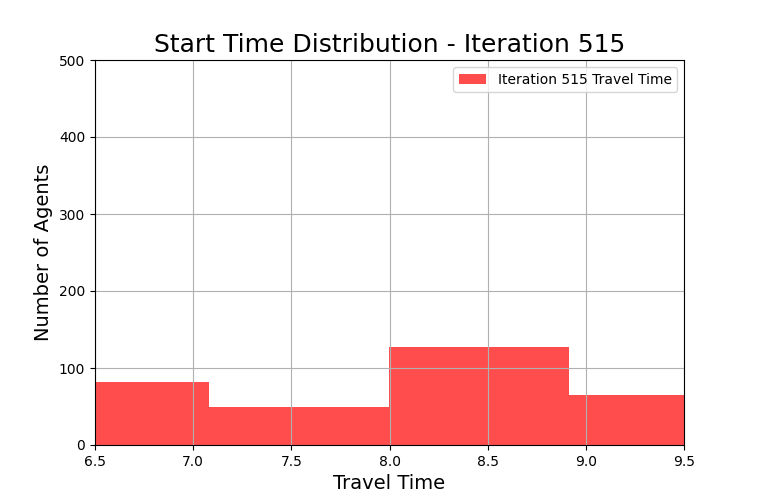 Start Time Distribution - Iteration 515
500
400
300
200
100
0
Number of Agents
Iteration 515 Travel Time
6.5 7.0 7.5 8.0 8.5 9.0 9.5
Travel Time